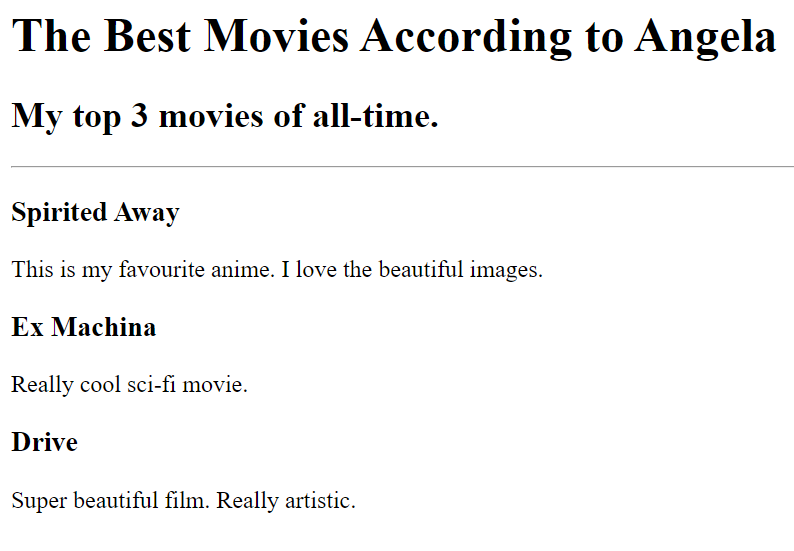 The Best Movies According to Angela
My top 3 movies of all-time.
Spirited Away
This is my favourite anime. I love the beautiful images.
Ex Machina
Really cool sci-fi movie.
Drive
Super beautiful film. Really artistic.